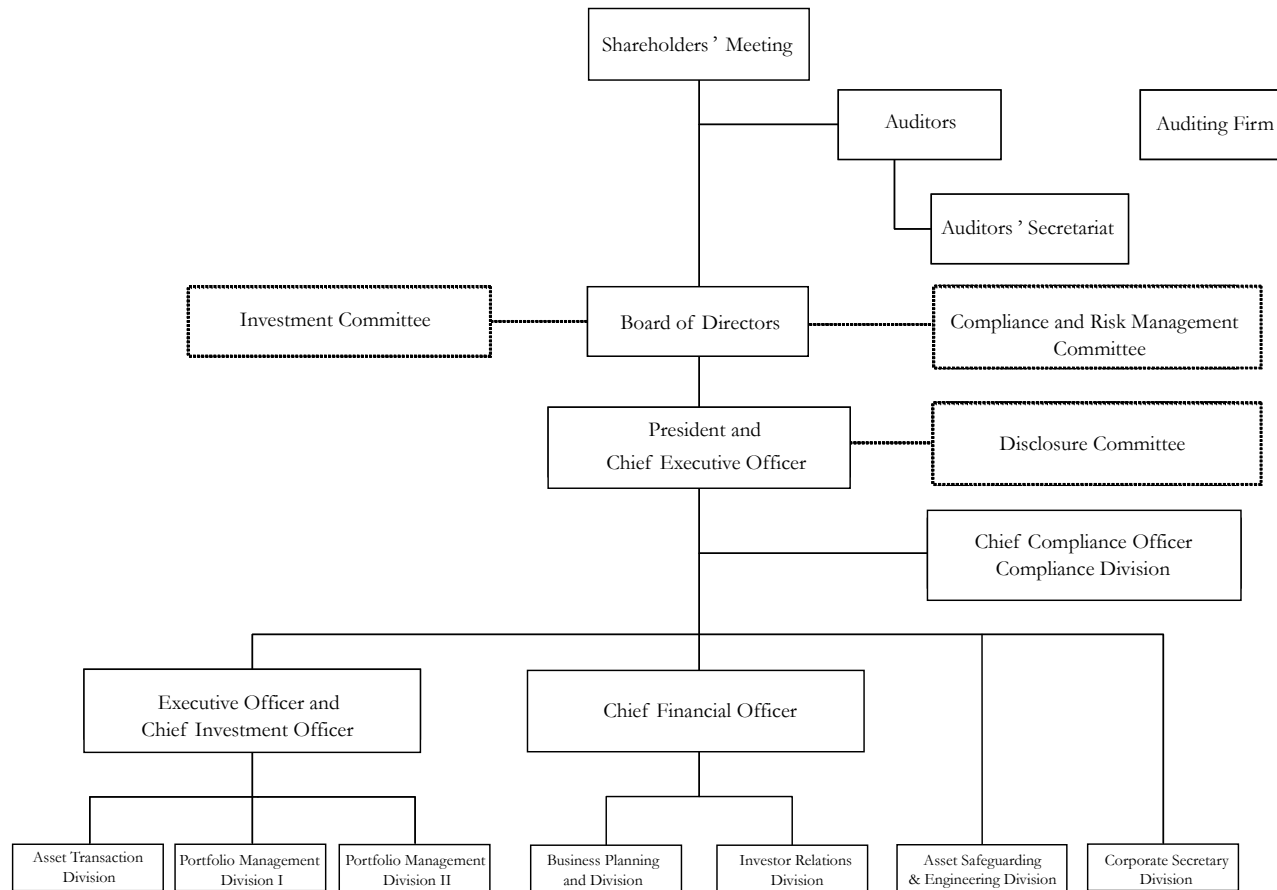 Shareholders ’ Meeting
Auditors
Auditing Firm
Auditors ’ Secretariat
Investment Committee
Board of Directors
Compliance and Risk Management
Committee
President and
Chief Executive Officer
Disclosure Committee
Chief Compliance Officer
Compliance Division
Executive Officer and
Chief Investment Officer
Chief Financial Officer
Asset Transaction
Division
Portfolio Management
Division I
Portfolio Management
Division II
Business Planning
and Division
Investor Relations
Division
Asset Safeguarding
& Engineering Division
Corporate Secretary
Division